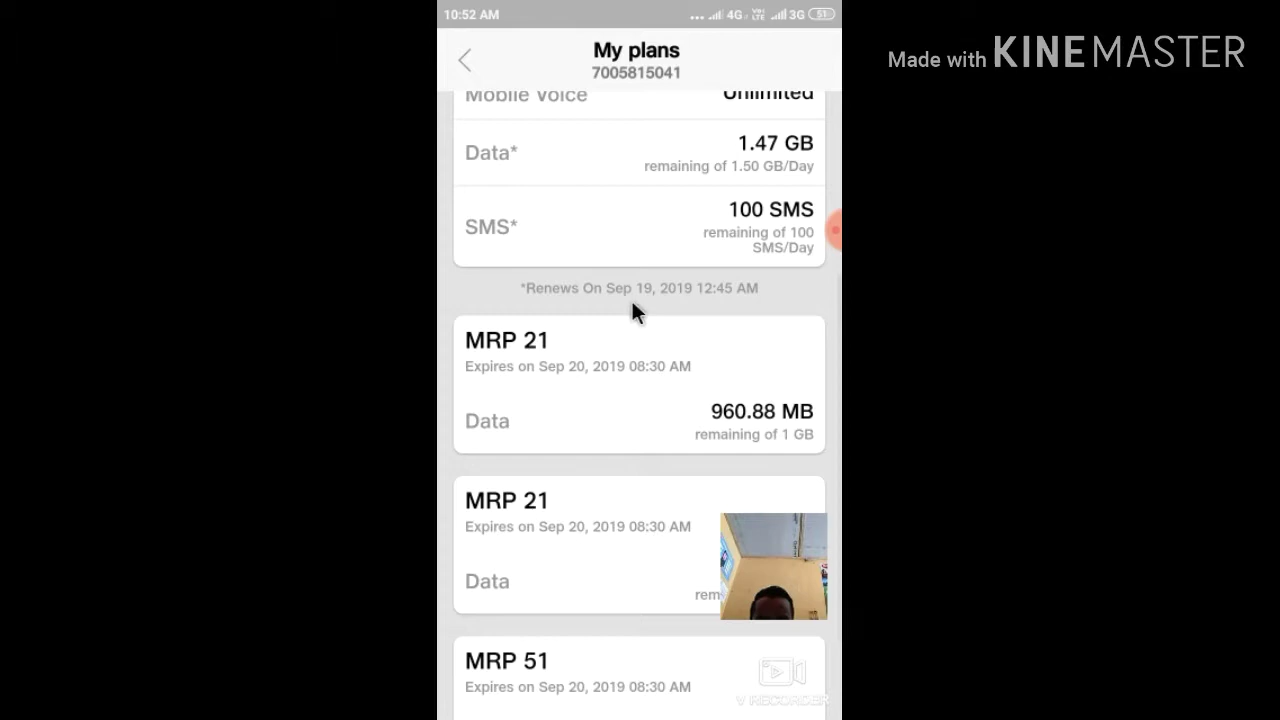 10:52 AM
... 4G VoLTE 3G 51
Made with KINEMASTER
My plans
7005815041
Mobile Voice Unlimited
Data* 1.47 GB
remaining of 1.50 GB/Day
SMS* 100 SMS
remaining of 100
SMS/Day
*Renews On Sep 19, 2019 12:45 AM
MRP 21
Expires on Sep 20, 2019 08:30 AM
Data 960.88 MB
remaining of 1 GB
MRP 21
Expires on Sep 20, 2019 08:30 AM
Data
rem
MRP 51
Expires on Sep 20, 2019 08:30 AM
V RECORDER